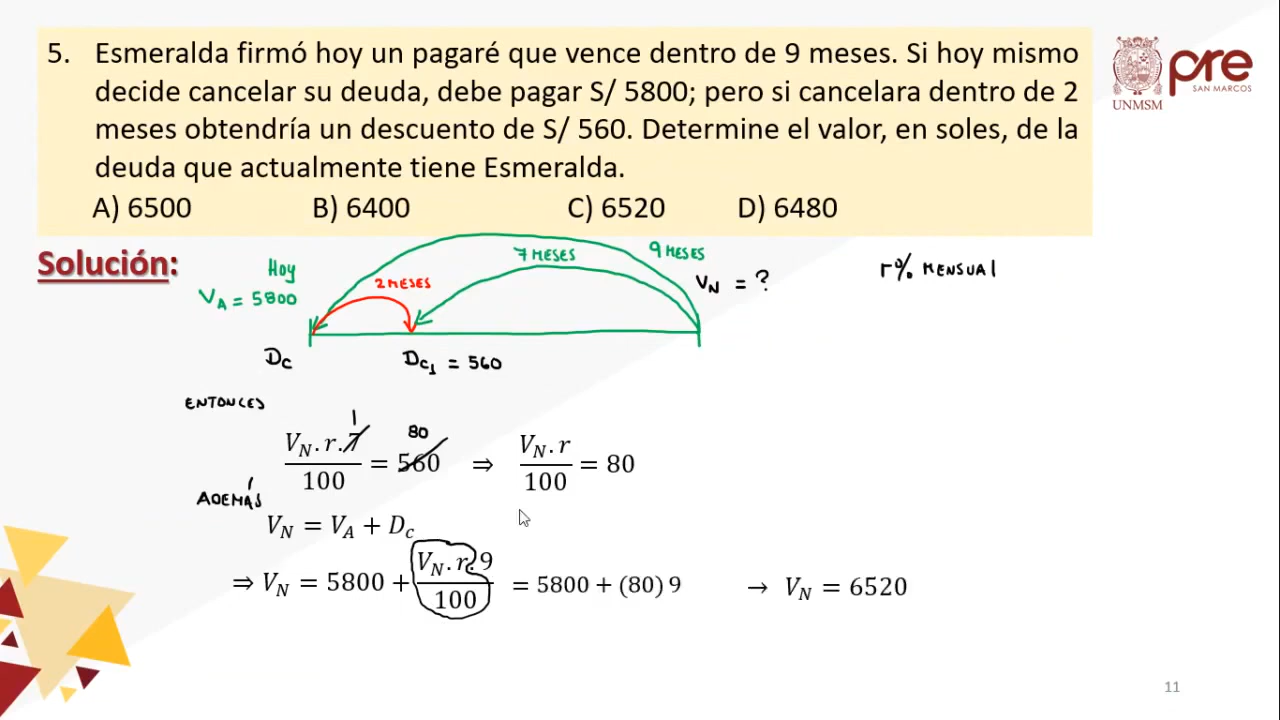 5. Esmeralda firmó hoy un pagaré que vence dentro de 9 meses. Si hoy mismo
decide cancelar su deuda, debe pagar S/ 5800; pero si cancelara dentro de 2
meses obtendría un descuento de S/ 560. Determine el valor, en soles, de la
deuda que actualmente tiene Esmeralda.
A) 6500 B) 6400 C) 6520 D) 6480
UNMSM
pre
SAN MARCOS
Solución:
Hoy
V_A = 5800
2 MESES
7 MESES
9 MESES
V_N = ?
r% MENSUAL
D_C
D_{C_1} = 560
ENTONCES
1
80
V_N . r . 7 / 100 = 560 ⇒ V_N . r / 100 = 80
ADEMÁS
V_N = V_A + D_c
⇒ V_N = 5800 + V_N . r . 9 / 100 = 5800 + (80) 9 → V_N = 6520
11